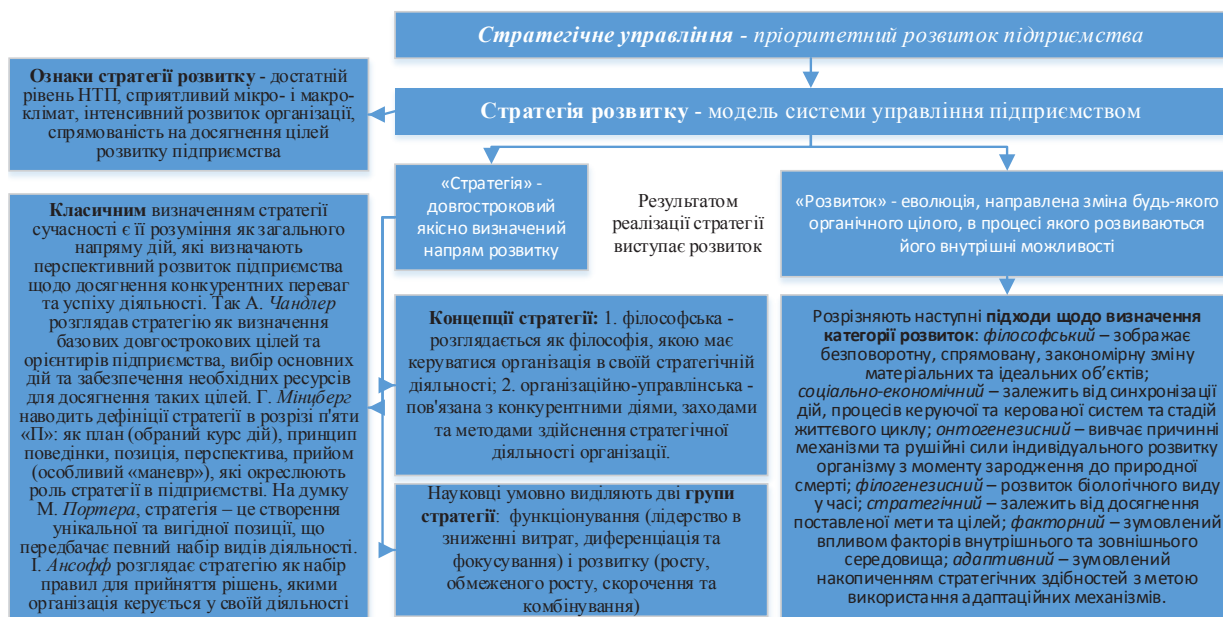 Стратегічне управління - пріоритетний розвиток підприємства
Ознаки стратегії розвитку - достатній
рівень НТП, сприятливий мікро- і макро-
клімат, інтенсивний розвиток організації,
спрямованість на досягнення цілей
розвитку підприємства
Стратегія розвитку - модель системи управління підприємством
«Стратегія» -
довгостроковий
якісно визначений
напрям розвитку
Результатом
реалізації стратегії
виступає розвиток
«Розвиток» - еволюція, направлена зміна будь-якого
органічного цілого, в процесі якого розвиваються
його внутрішні можливості
Класичним визначенням стратегії
сучасності є її розуміння як загального
напряму дій, які визначають
перспективний розвиток підприємства
щодо досягнення конкурентних переваг
та успіху діяльності. Так А. Чандлер
розглядав стратегію як визначення
базових довгострокових цілей та
орієнтирів підприємства, вибір основних
дій та забезпечення необхідних ресурсів
для досягнення таких цілей. Г. Мінцберг
наводить дефініції стратегії в розрізі п'яти
«П»: як план (обраний курс дій), принцип
поведінки, позиція, перспектива, прийом
(особливий «маневр»), які окреслюють
роль стратегії в підприємстві. На думку
М. Портера, стратегія – це створення
унікальної та вигідної позиції, що
передбачає певний набір видів діяльності.
І. Ансофф розглядає стратегію як набір
правил для прийняття рішень, якими
організація керується у своїй діяльності
Концепції стратегії: 1. філософська -
розглядається як філософія, якою має
керуватися організація в своїй стратегічній
діяльності; 2. організаційно-управлінська -
пов'язана з конкурентними діями, заходами
та методами здійснення стратегічної
діяльності організації.
Науковці умовно виділяють дві групи
стратегії: функціонування (лідерство в
зниженні витрат, диференціація та
фокусування) і розвитку (росту,
обмеженого росту, скорочення та
комбінування)
Розрізняють наступні підходи щодо визначення
категорії розвиток: філософський – зображає
безповоротну, спрямовану, закономірну зміну
матеріальних та ідеальних об’єктів;
соціально-економічний – залежить від синхронізації
дій, процесів керуючої та керованої систем та стадій
життєвого циклу; онтогенезисний – вивчає причинні
механізми та рушійні сили індивідуального розвитку
організму з моменту зародження до природної
смерті; філогенезисний – розвиток біологічного виду
у часі; стратегічний – залежить від досягнення
поставленої мети та цілей; факторний – зумовлений
впливом факторів внутрішнього та зовнішнього
середовища; адаптивний – зумовлений
накопиченням стратегічних здібностей з метою
використання адаптаційних механізмів.